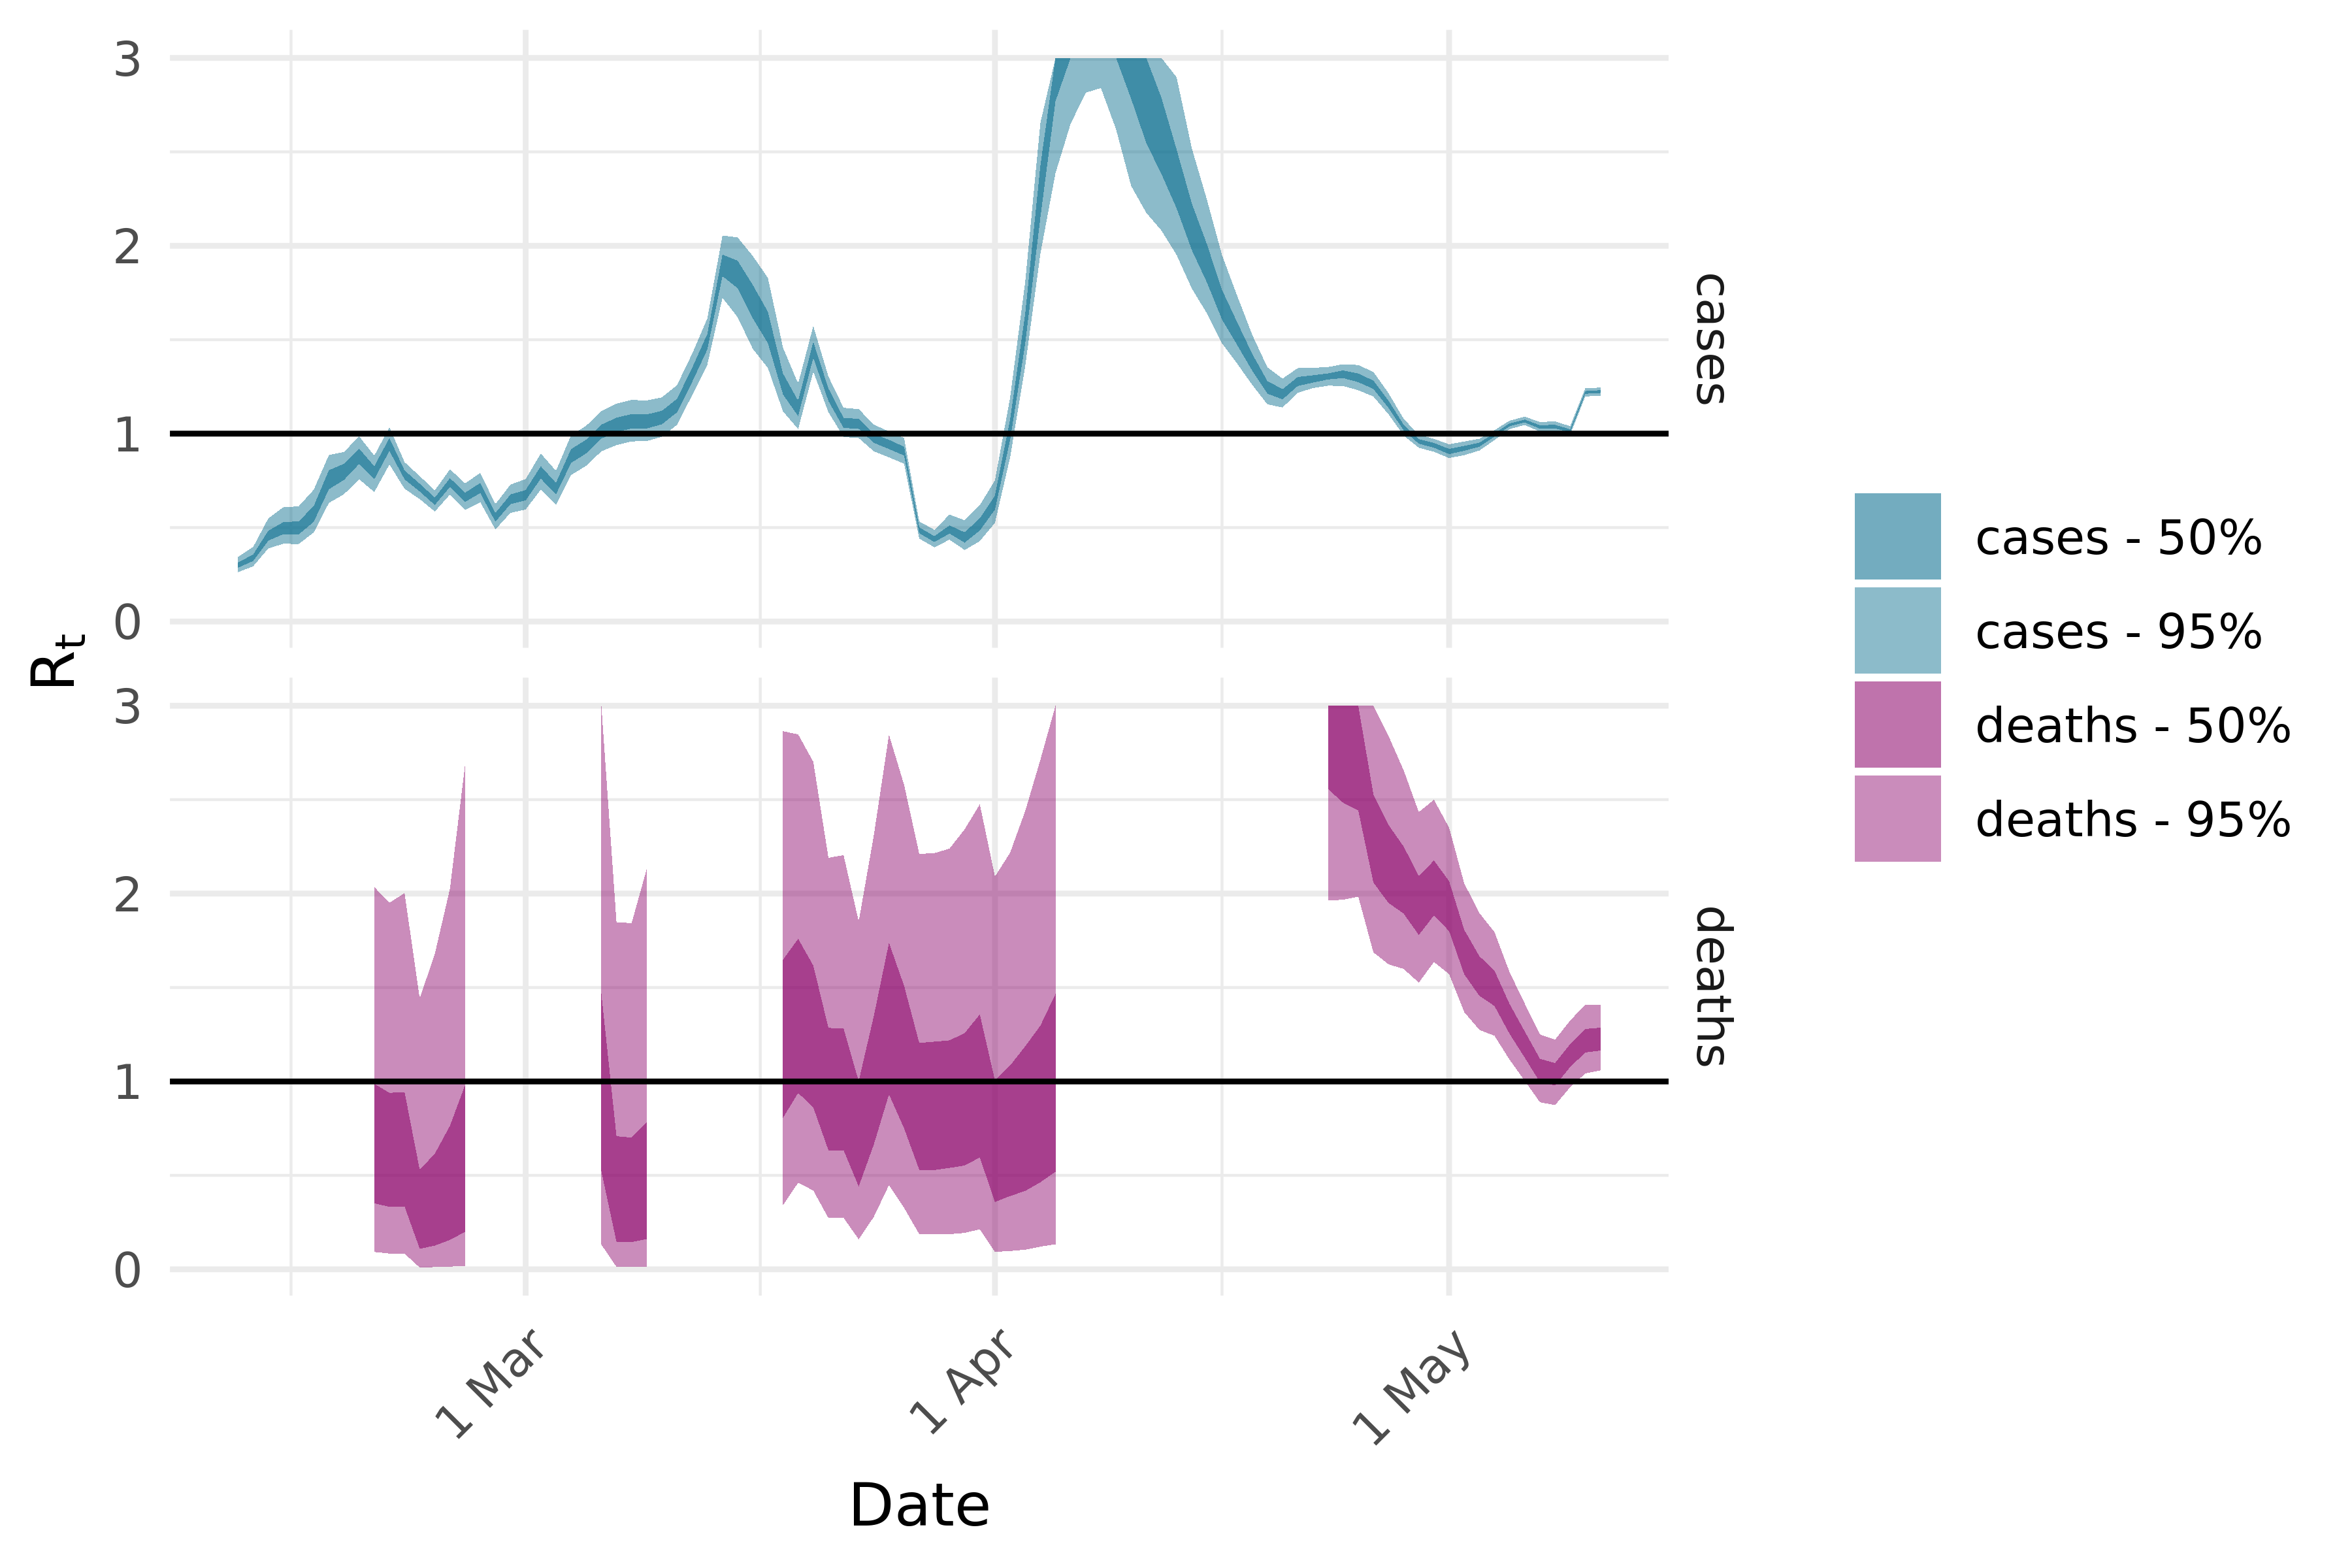 3
2
1
0
cases
3
2
1
0
deaths
Rt
1 Mar
1 Apr
1 May
Date
cases - 50%
cases - 95%
deaths - 50%
deaths - 95%